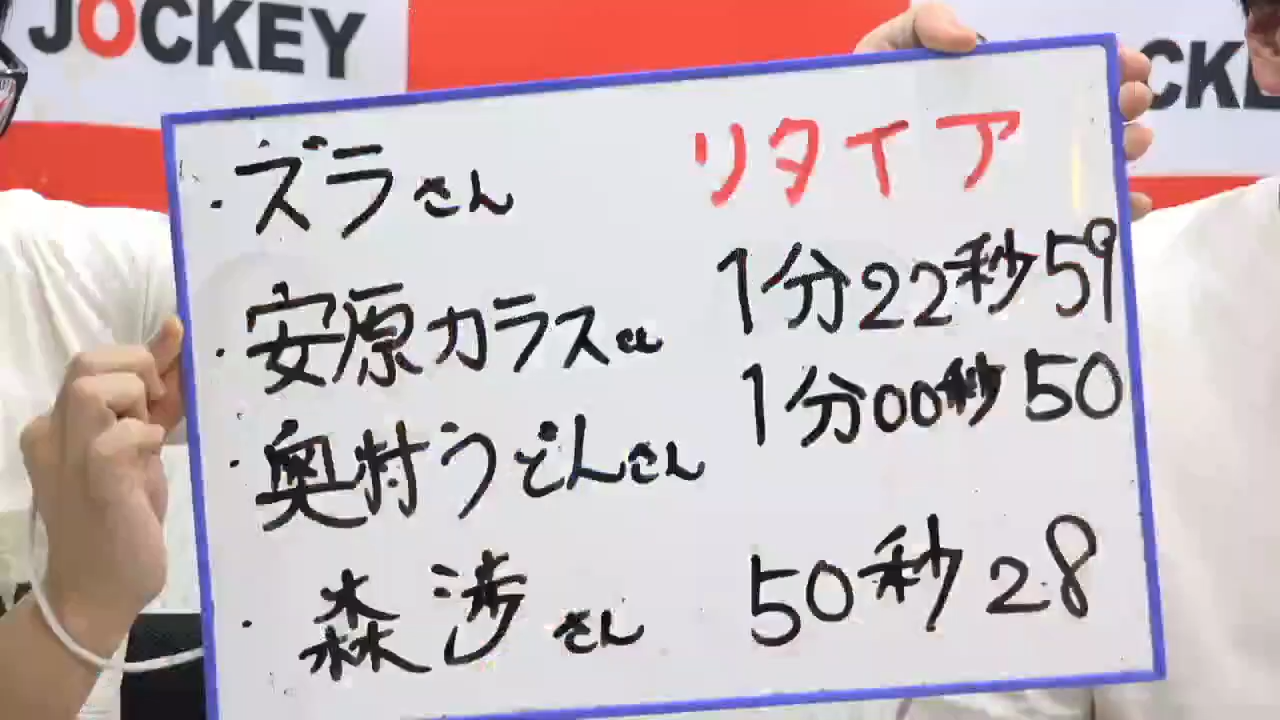 JOCKEY
CKE
・ズラさん リタイア
・安原カラスさん 1分22秒59
・奥村うどんさん 1分00秒50
・森渉さん 50秒28